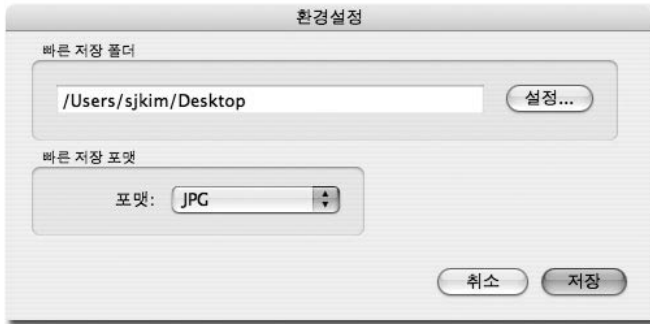 환경설정
빠른 저장 폴더
/Users/sjkim/Desktop
설정...
빠른 저장 포맷
포맷: JPG
취소 저장